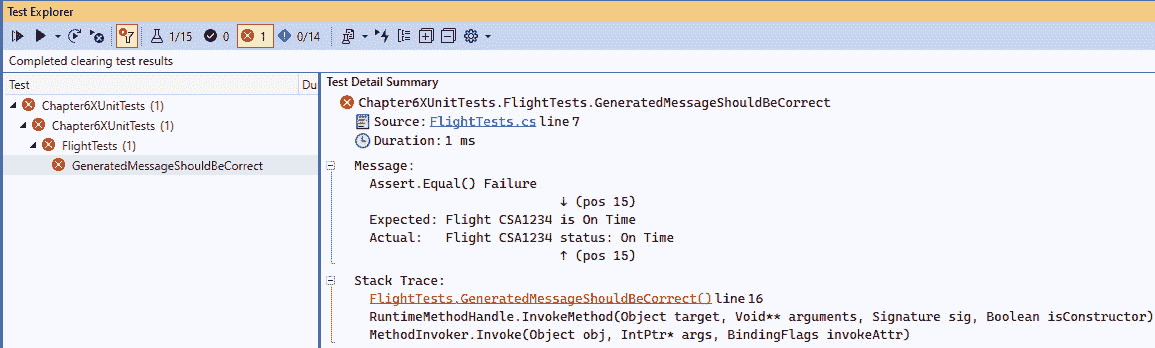 Test Explorer
1/15 0 1 0/14
Completed clearing test results
Test Du
Chapter6XUnitTests (1)
Chapter6XUnitTests (1)
FlightTests (1)
GeneratedMessageShouldBeCorrect
Test Detail Summary
Chapter6XUnitTests.FlightTests.GeneratedMessageShouldBeCorrect
Source: FlightTests.cs line 7
Duration: 1 ms
Message:
Assert.Equal() Failure
↓ (pos 15)
Expected: Flight CSA1234 is On Time
Actual:   Flight CSA1234 status: On Time
↑ (pos 15)
Stack Trace:
FlightTests.GeneratedMessageShouldBeCorrect() line 16
RuntimeMethodHandle.InvokeMethod(Object target, Void** arguments, Signature sig, Boolean isConstructor)
MethodInvoker.Invoke(Object obj, IntPtr* args, BindingFlags invokeAttr)